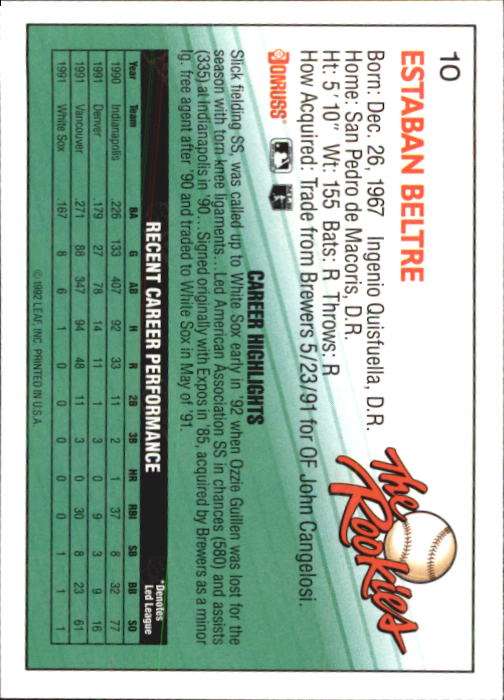 10
The Rookies
ESTABAN BELTRE
Born: Dec. 26, 1967 Ingenio Quisfuella, D.R.
Home: San Pedro de Macoris, D.R.
Ht: 5' 10" Wt: 155 Bats: R Throws: R
How Acquired: Trade from Brewers 5/23/91 for OF John Cangelosi.
DONRUSS
CAREER HIGHLIGHTS
Slick fielding SS, was called up to White Sox early in '92 when Ozzie Guillen was lost for the
season with torn knee ligaments...Led American Association SS in chances (580) and assists
(335) at Indianapolis in '90...Signed originally with Expos in '85, acquired by Brewers as a minor
lg. free agent after '90 and traded to White Sox in May of '91.
RECENT CAREER PERFORMANCE
*Denotes
Led League
Year Team BA G AB H R 2B 3B HR RBI SB BB SO
1990 Indianapolis .226 133 407 92 33 11 2 1 37 8 32 77
1991 Denver .179 27 78 14 11 1 3 0 9 3 9 16
1991 Vancouver .271 88 347 94 48 11 3 0 30 8 23 61
1991 White Sox .167 8 6 1 0 0 0 0 0 1 1 1
©1992 LEAF, INC. PRINTED IN U.S.A.